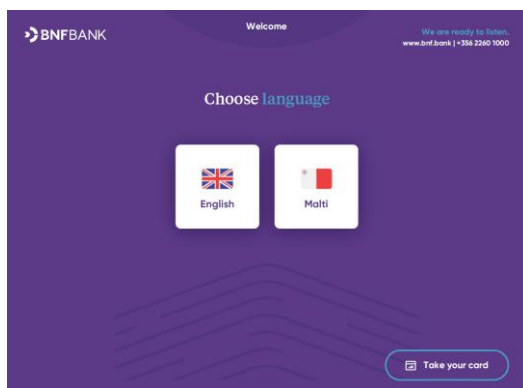 BNFBANK
Welcome
We are ready to listen.
www.bnf.bank | +356 2260 1000
Choose language
English
Malti
Take your card